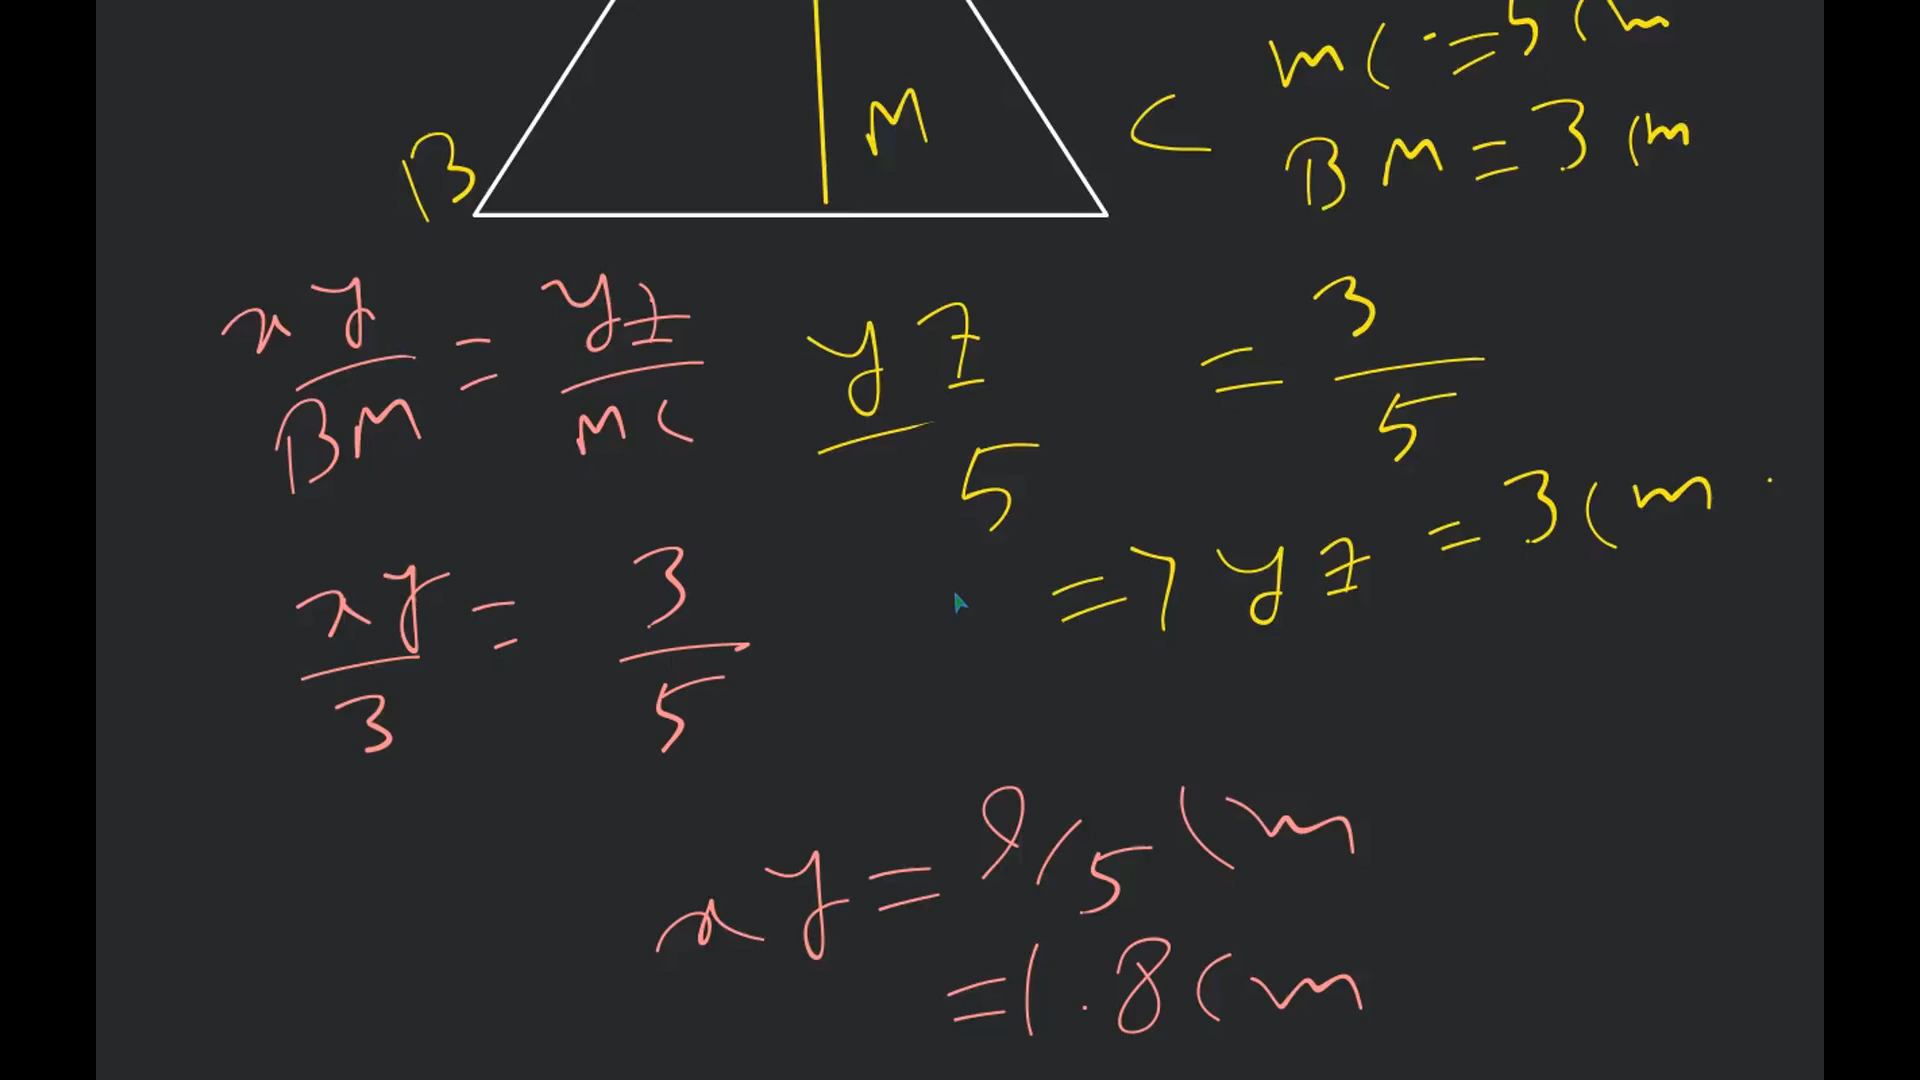 MC = 5 cm
B M C BM = 3 cm
xy/BM = yz/MC yz/5 = 3/5
=> yz = 3 cm.
xy/3 = 3/5
xy = 9/5 cm
= 1.8 cm